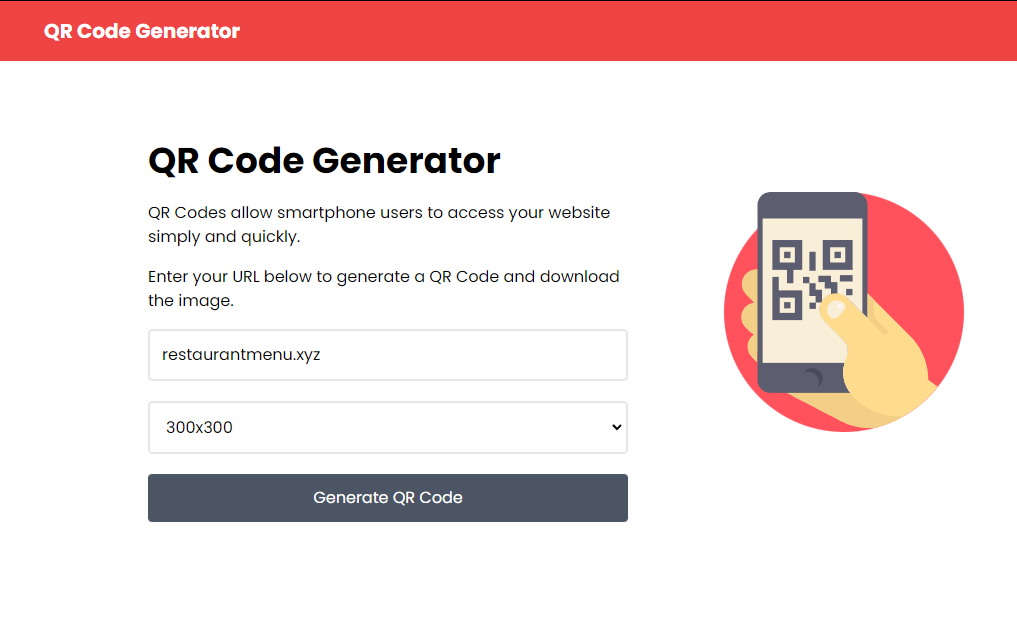 QR Code Generator
QR Code Generator
QR Codes allow smartphone users to access your website
simply and quickly.
Enter your URL below to generate a QR Code and download
the image.
restaurantmenu.xyz
300x300
Generate QR Code